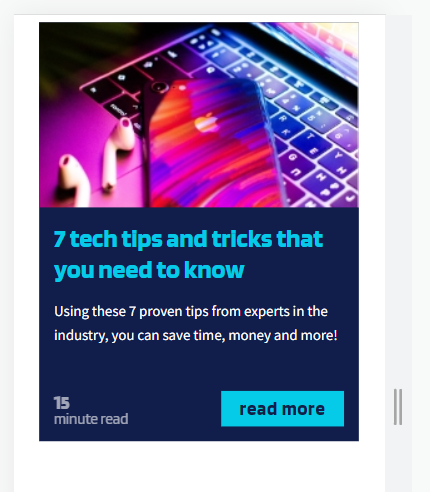 7 tech tips and tricks that
you need to know
Using these 7 proven tips from experts in the
industry, you can save time, money and more!
15
minute read
read more